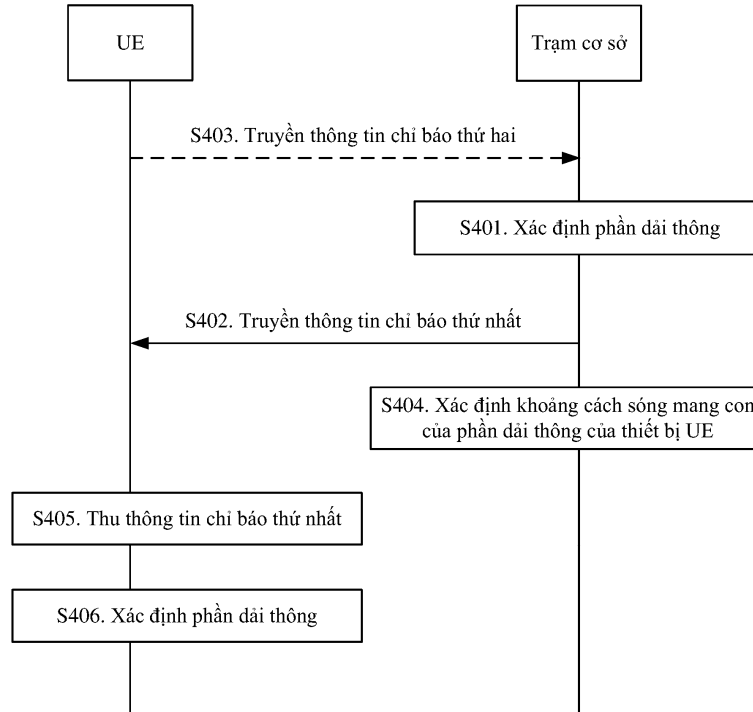 UE
Trạm cơ sở
S403. Truyền thông tin chỉ báo thứ hai
S401. Xác định phần dải thông
S402. Truyền thông tin chỉ báo thứ nhất
S404. Xác định khoảng cách sóng mang con
của phần dải thông của thiết bị UE
S405. Thu thông tin chỉ báo thứ nhất
S406. Xác định phần dải thông